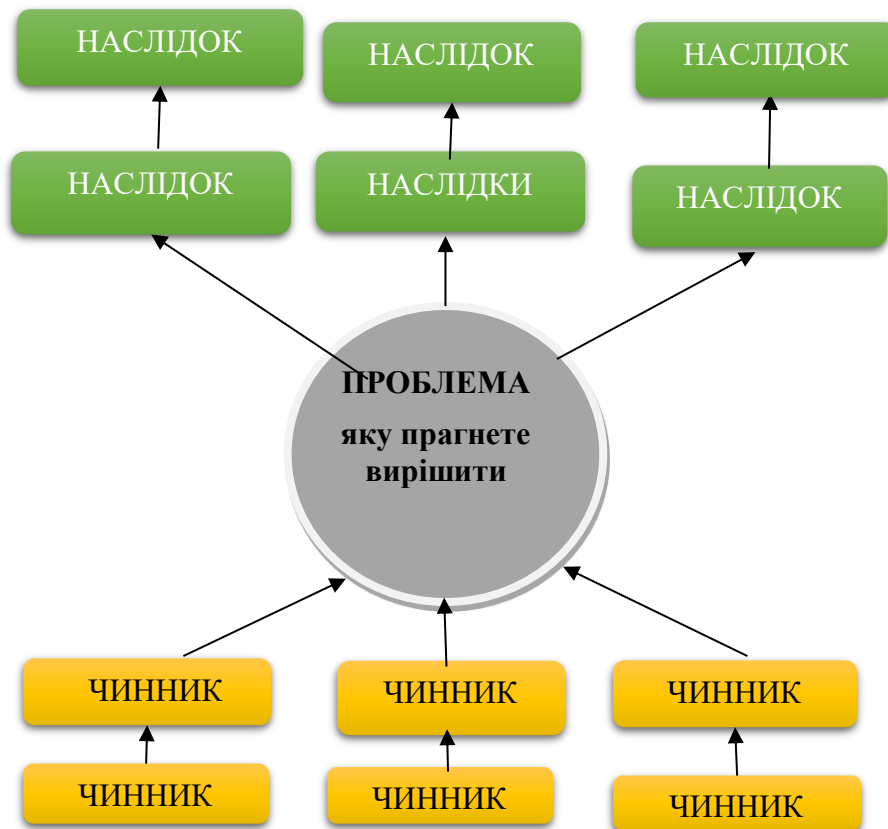 НАСЛІДОК
НАСЛІДОК
НАСЛІДОК
НАСЛІДОК
НАСЛІДКИ
НАСЛІДОК
ПРОБЛЕМА
яку прагнете
вирішити
ЧИННИК
ЧИННИК
ЧИННИК
ЧИННИК
ЧИННИК
ЧИННИК